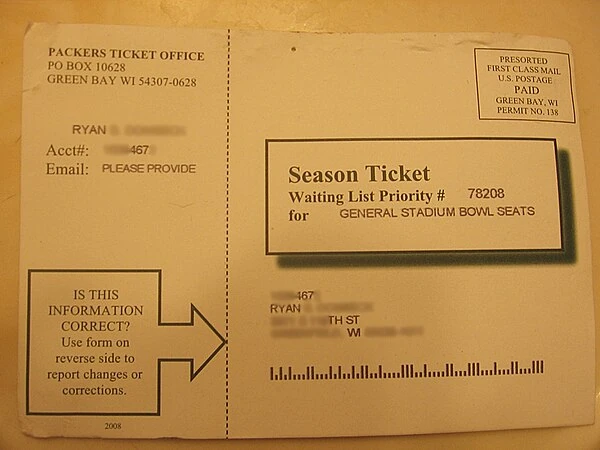 PACKERS TICKET OFFICE
PO BOX 10628
GREEN BAY WI 54307-0628
RYAN
Acct#: 467
Email: PLEASE PROVIDE
IS THIS
INFORMATION
CORRECT?
Use form on
reverse side to
report changes or
corrections.
2008
PRESORTED
FIRST CLASS MAIL
U.S. POSTAGE
PAID
GREEN BAY, WI
PERMIT NO. 138
Season Ticket
Waiting List Priority # 78208
for GENERAL STADIUM BOWL SEATS
467
RYAN
TH ST
WI